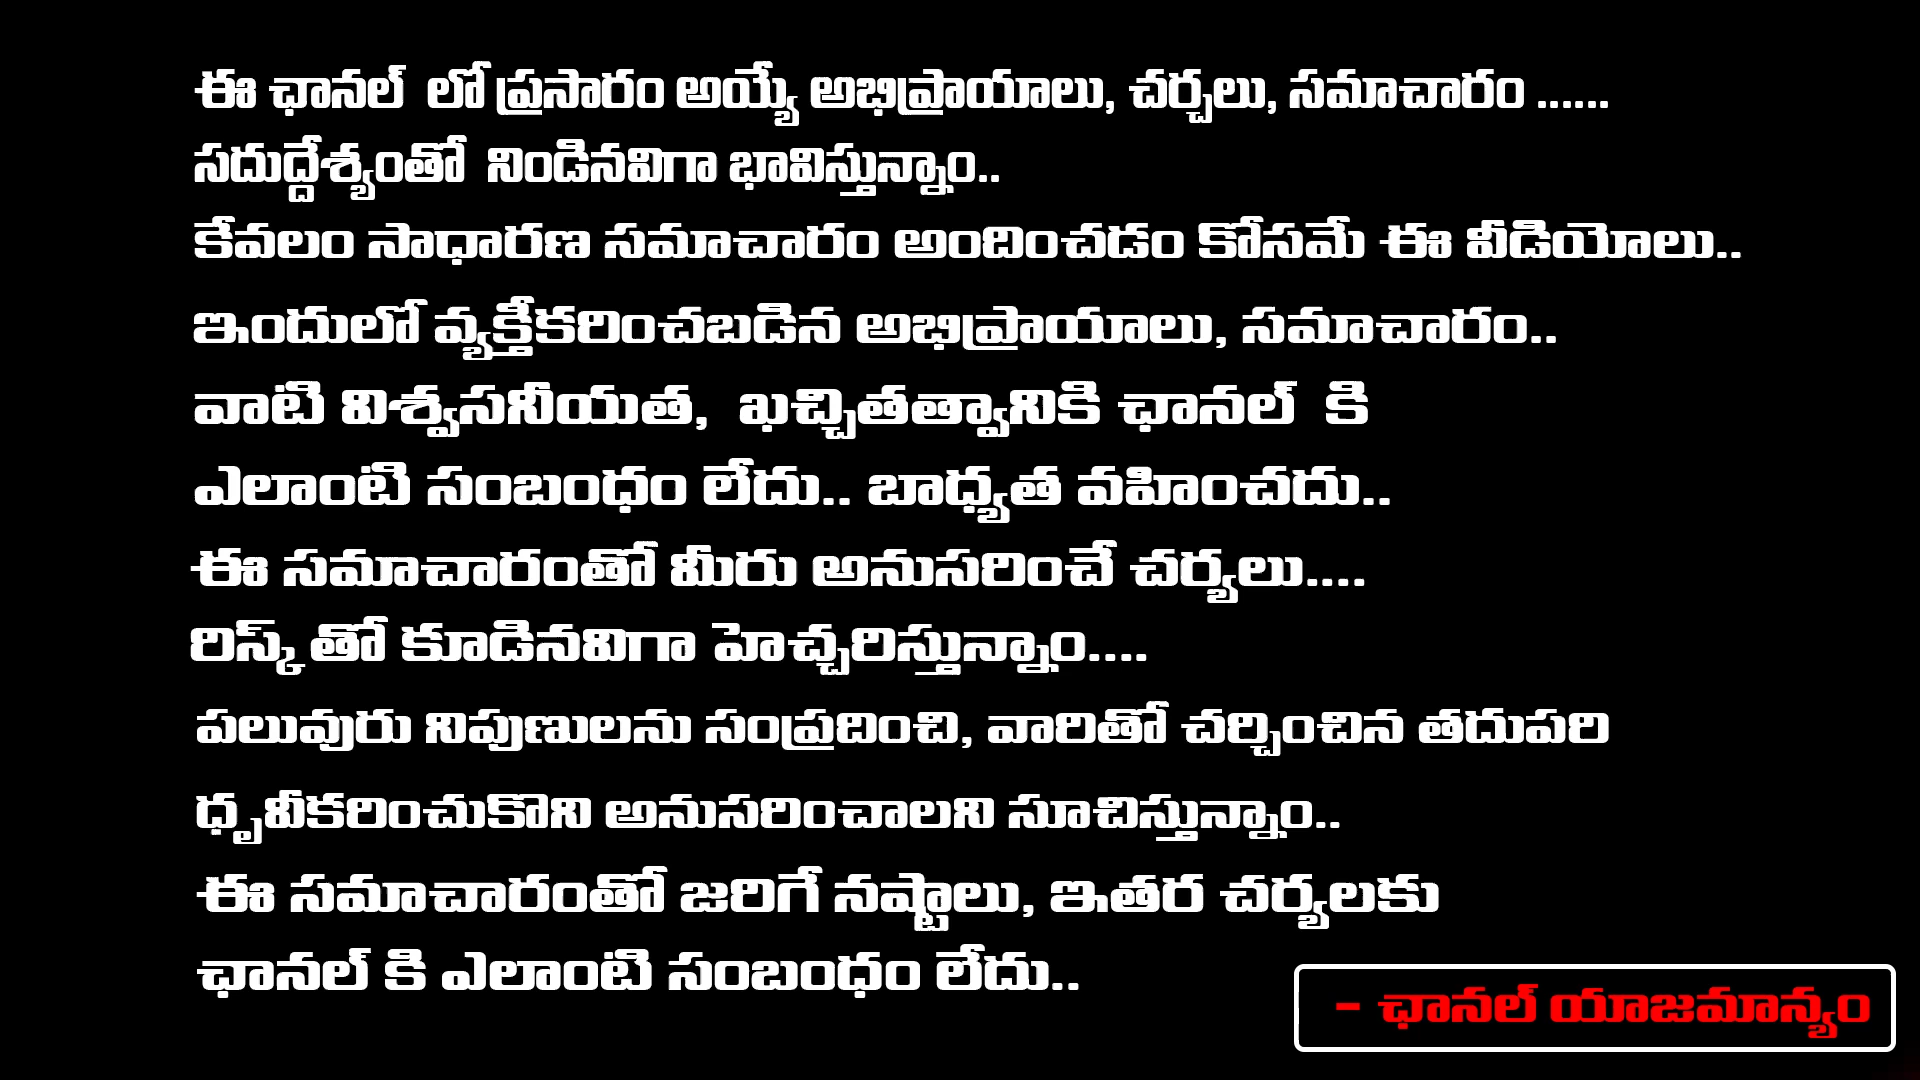 ఈ ఛానల్ లో ప్రసారం అయ్యే అభిప్రాయాలు, చర్చలు, సమాచారం ......
సదుద్దేశ్యంతో నిండినవిగా భావిస్తున్నాం..
కేవలం సాధారణ సమాచారం అందించడం కోసమే ఈ వీడియోలు..
ఇందులో వ్యక్తీకరించబడిన అభిప్రాయాలు, సమాచారం..
వాటి విశ్వసనీయత, ఖచ్చితత్వానికి ఛానల్ కి
ఎలాంటి సంబంధం లేదు.. బాధ్యత వహించదు..
ఈ సమాచారంతో మీరు అనుసరించే చర్యలు....
రిస్క్ తో కూడినవిగా హెచ్చరిస్తున్నాం....
పలువురు నిపుణులను సంప్రదించి, వారితో చర్చించిన తదుపరి
ధృవీకరించుకొని అనుసరించాలని సూచిస్తున్నాం..
ఈ సమాచారంతో జరిగే నష్టాలు, ఇతర చర్యలకు
ఛానల్ కి ఎలాంటి సంబంధం లేదు..
- ఛానల్ యాజమాన్యం